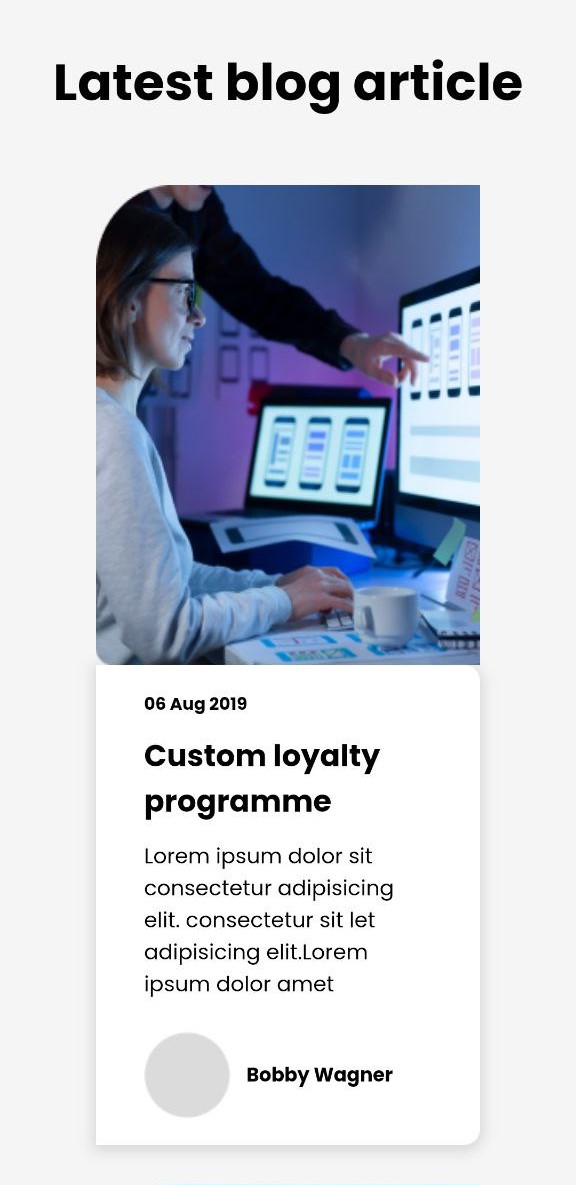 Latest blog article
06 Aug 2019
Custom loyalty
programme
Lorem ipsum dolor sit
consectetur adipisicing
elit. consectetur sit let
adipisicing elit.Lorem
ipsum dolor amet
Bobby Wagner